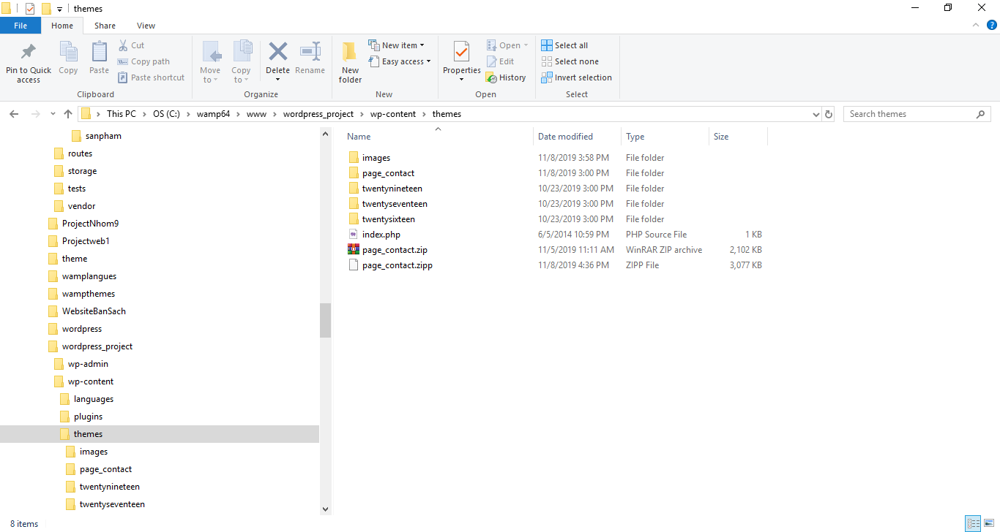 themes
File Home Share View
Pin to Quick access
Copy
Paste
Cut
Copy path
Paste shortcut
Clipboard
Move to
Copy to
Delete
Rename
Organize
New folder
New item
Easy access
New
Properties
Open
Edit
History
Open
Select all
Select none
Invert selection
Select
This PC OS (C:) wamp64 www wordpress_project wp-content themes
Search themes
sanpham
routes
storage
tests
vendor
ProjectNhom9
Projectweb1
theme
wamplangues
wampthemes
WebsiteBanSach
wordpress
wordpress_project
wp-admin
wp-content
languages
plugins
themes
images
page_contact
twentynineteen
twentyseventeen
Name Date modified Type Size
images 11/8/2019 3:58 PM File folder
page_contact 11/8/2019 3:00 PM File folder
twentynineteen 10/23/2019 3:00 PM File folder
twentyseventeen 10/23/2019 3:00 PM File folder
twentysixteen 10/23/2019 3:00 PM File folder
index.php 6/5/2014 10:59 PM PHP Source File 1 KB
page_contact.zip 11/5/2019 11:11 AM WinRAR ZIP archive 2,102 KB
page_contact.zipp 11/8/2019 4:36 PM ZIPP File 3,077 KB
8 items